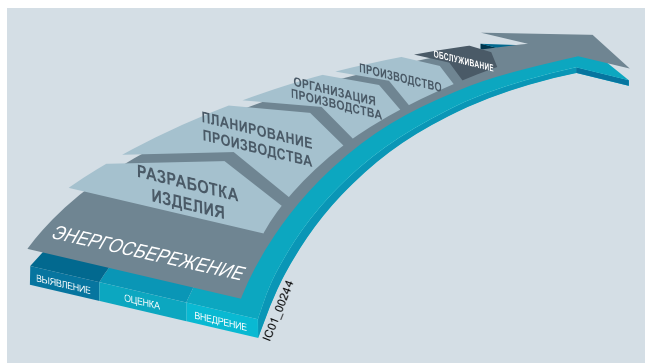 ОБСЛУЖИВАНИЕ
ПРОИЗВОДСТВО
ОРГАНИЗАЦИЯ
ПРОИЗВОДСТВА
ПЛАНИРОВАНИЕ
ПРОИЗВОДСТВА
РАЗРАБОТКА
ИЗДЕЛИЯ
ЭНЕРГОСБЕРЕЖЕНИЕ
ВЫЯВЛЕНИЕ
ОЦЕНКА
ВНЕДРЕНИЕ
IC01_00244